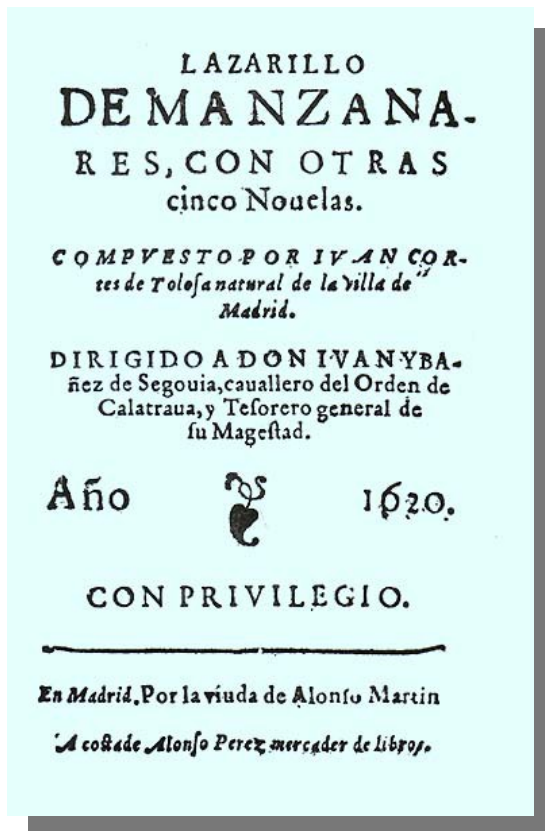 LAZARILLO
DE MANZANA-
RES, CON OTRAS
cinco Nouelas.
COMPVESTO POR IVAN COR-
tes de Toloſa natural de la villa de
Madrid.
DIRIGIDO A DON IVAN YBA-
ñez de Segouia, cauallero del Orden de
Calatraua, y Teſorero general de
ſu Mageſtad.
Año 1620.
CON PRIVILEGIO.
En Madrid, Por la viuda de Alonſo Martin
A coſta de Alonſo Perez mercader de libros.